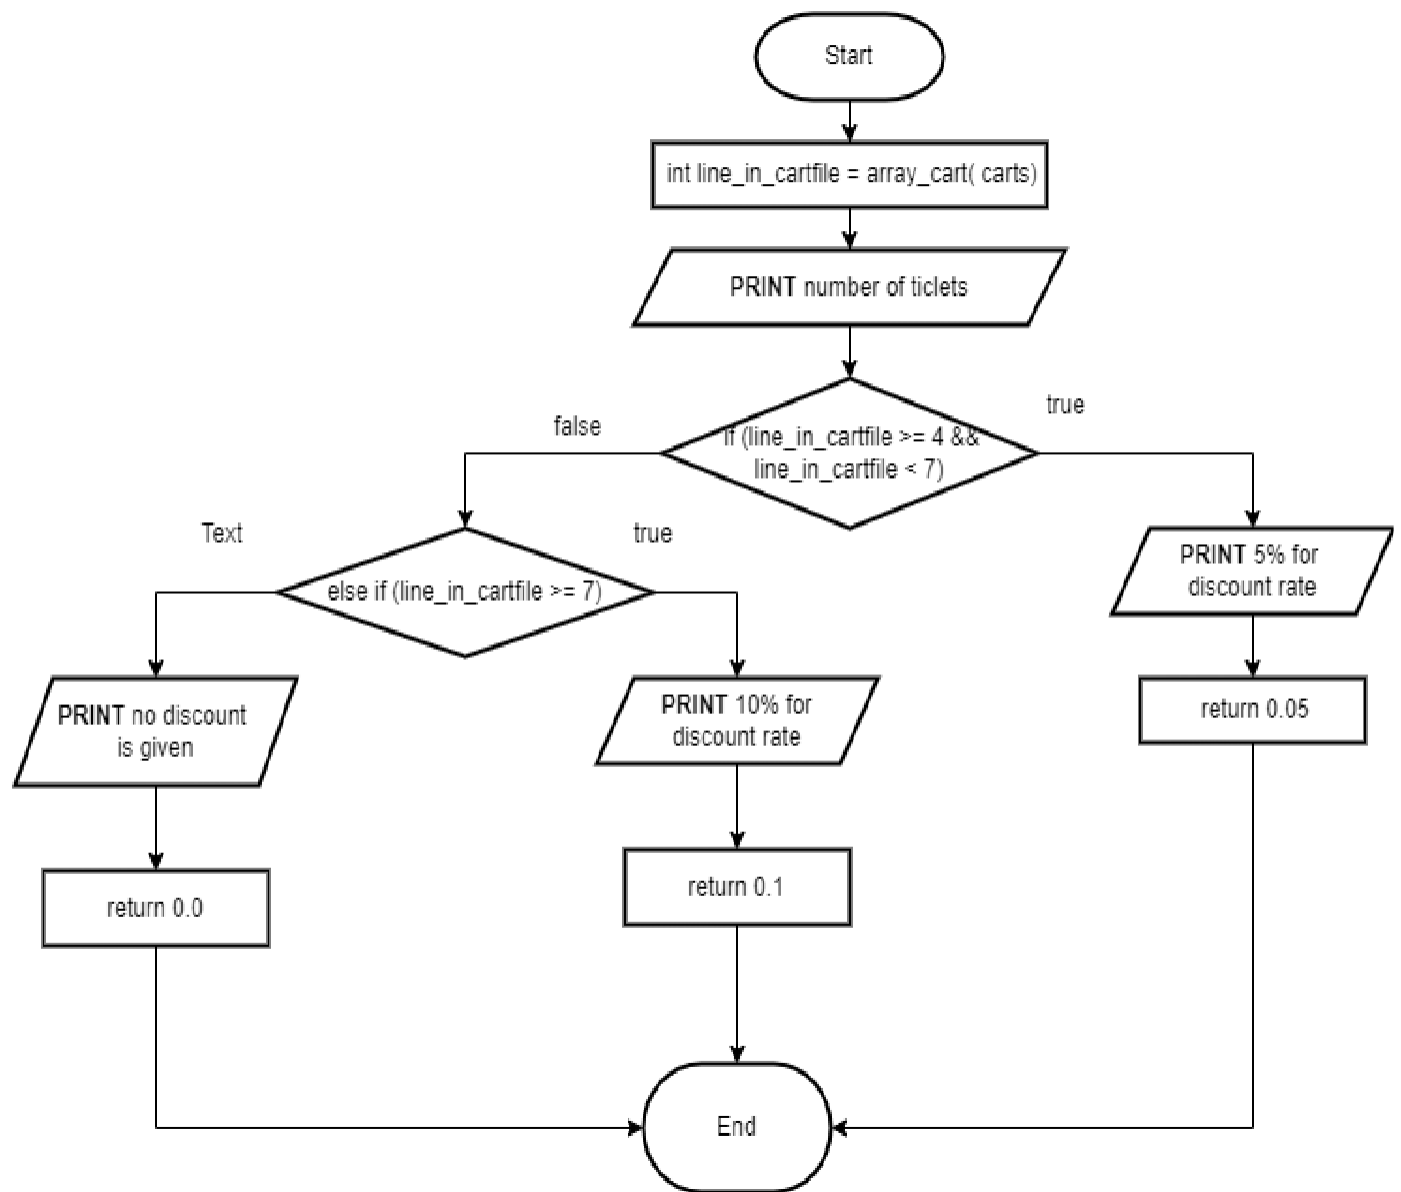 Start
int line_in_cartfile = array_cart( carts)
PRINT number of ticlets
true
false
if (line_in_cartfile >= 4 &&
line_in_cartfile < 7)
Text
true
else if (line_in_cartfile >= 7)
PRINT 5% for
discount rate
PRINT no discount
is given
PRINT 10% for
discount rate
return 0.05
return 0.0
return 0.1
End